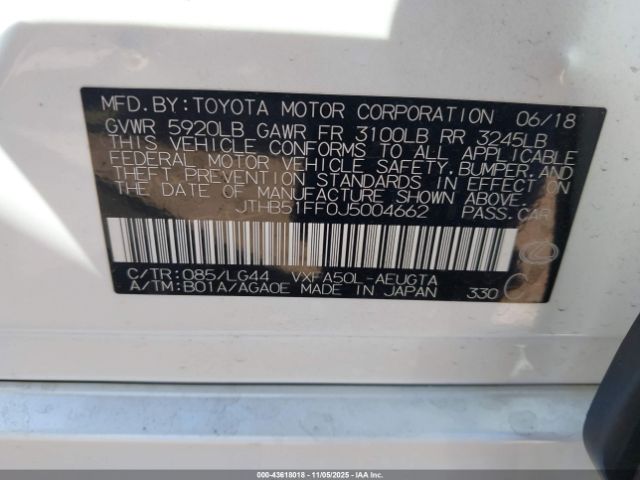 MFD. BY: TOYOTA MOTOR CORPORATION 06/18
GVWR 5920LB GAWR FR 3100LB RR 3245LB
THIS VEHICLE CONFORMS TO ALL APPLICABLE
FEDERAL MOTOR VEHICLE SAFETY, BUMPER, AND
THEFT PREVENTION STANDARDS IN EFFECT ON
THE DATE OF MANUFACTURE SHOWN ABOVE.
JTHB51FF0J5004662 PASS. CAR
C/TR: 085/LG44 VXFA50L-AEUGTA
A/TM: B01A/AGA0E MADE IN JAPAN 330 C
000-43618018 - 11/05/2025 - IAA, Inc.